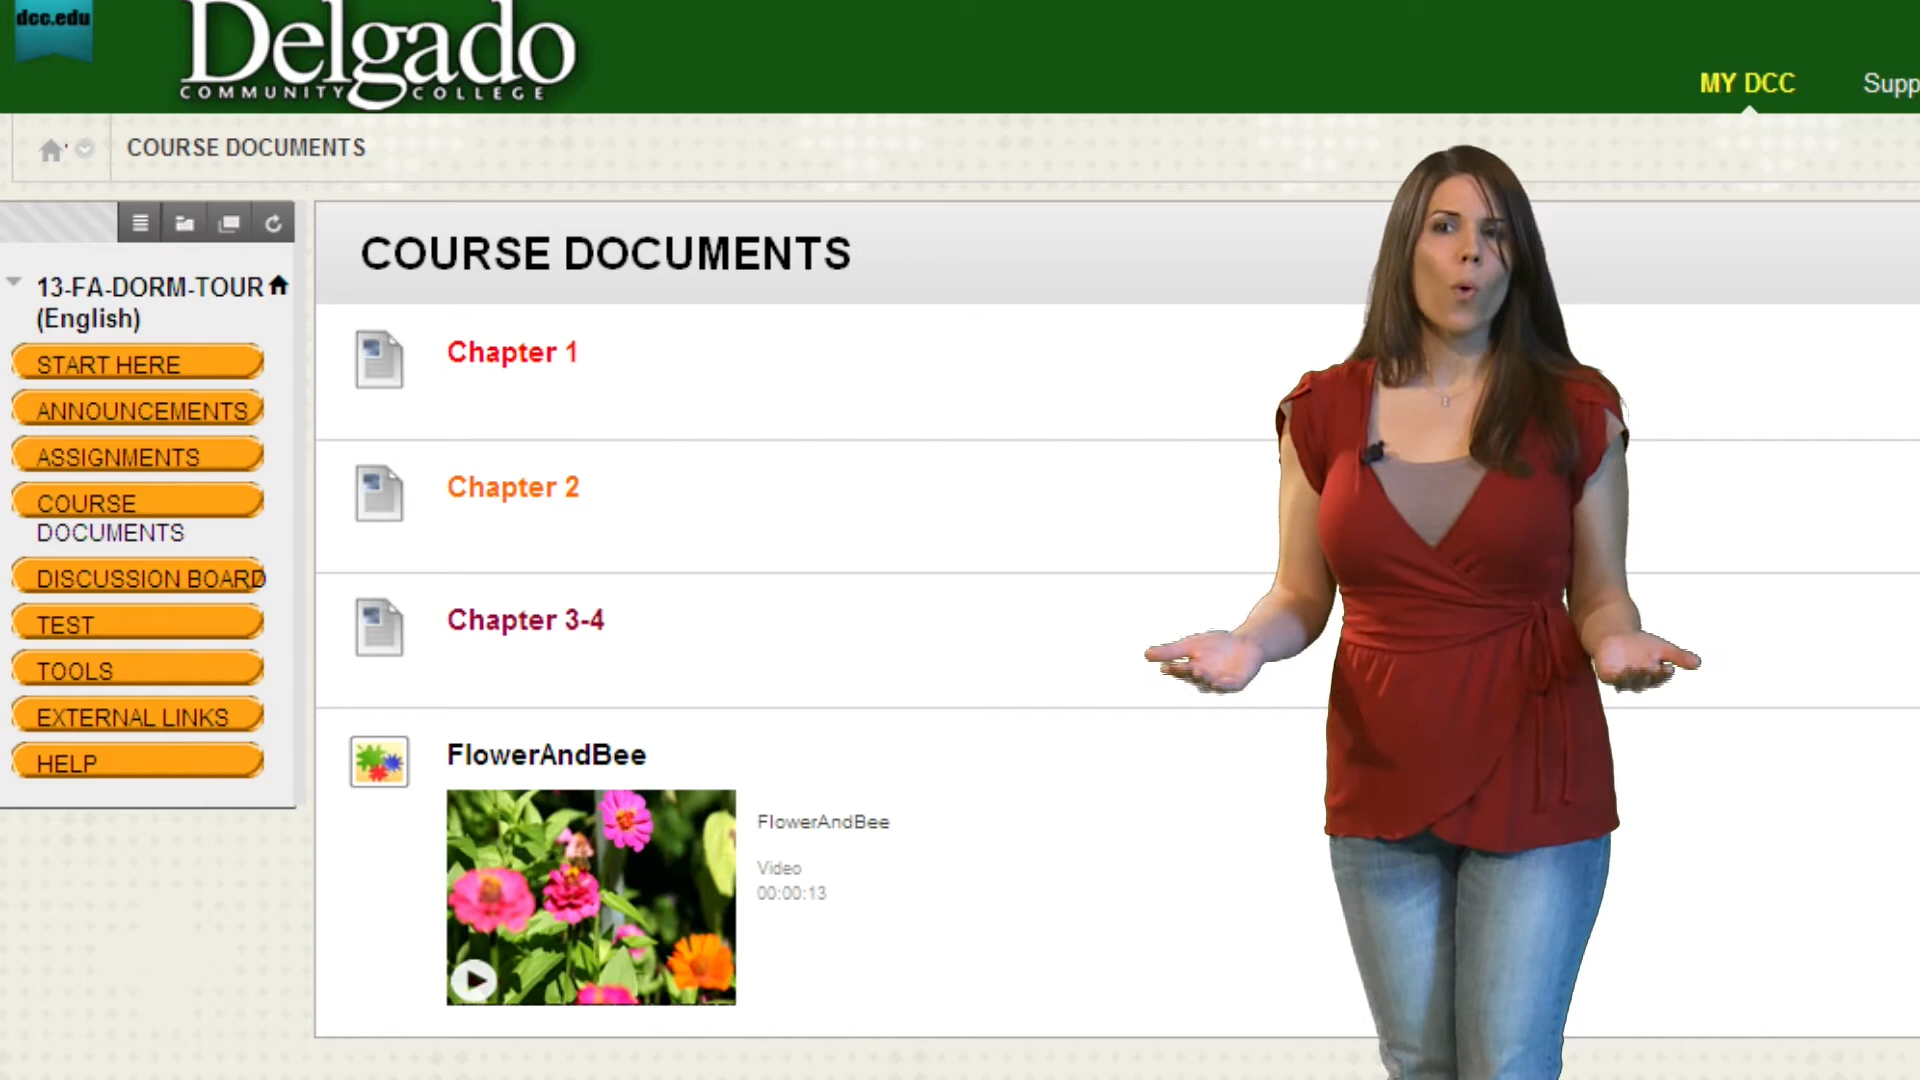 dcc.edu
Delgado
COMMUNITY COLLEGE
MY DCC
Supp
COURSE DOCUMENTS
COURSE DOCUMENTS
13-FA-DORM-TOUR
(English)
START HERE
ANNOUNCEMENTS
ASSIGNMENTS
COURSE
DOCUMENTS
DISCUSSION BOARD
TEST
TOOLS
EXTERNAL LINKS
HELP
Chapter 1
Chapter 2
Chapter 3-4
FlowerAndBee
FlowerAndBee
Video
00:00:13